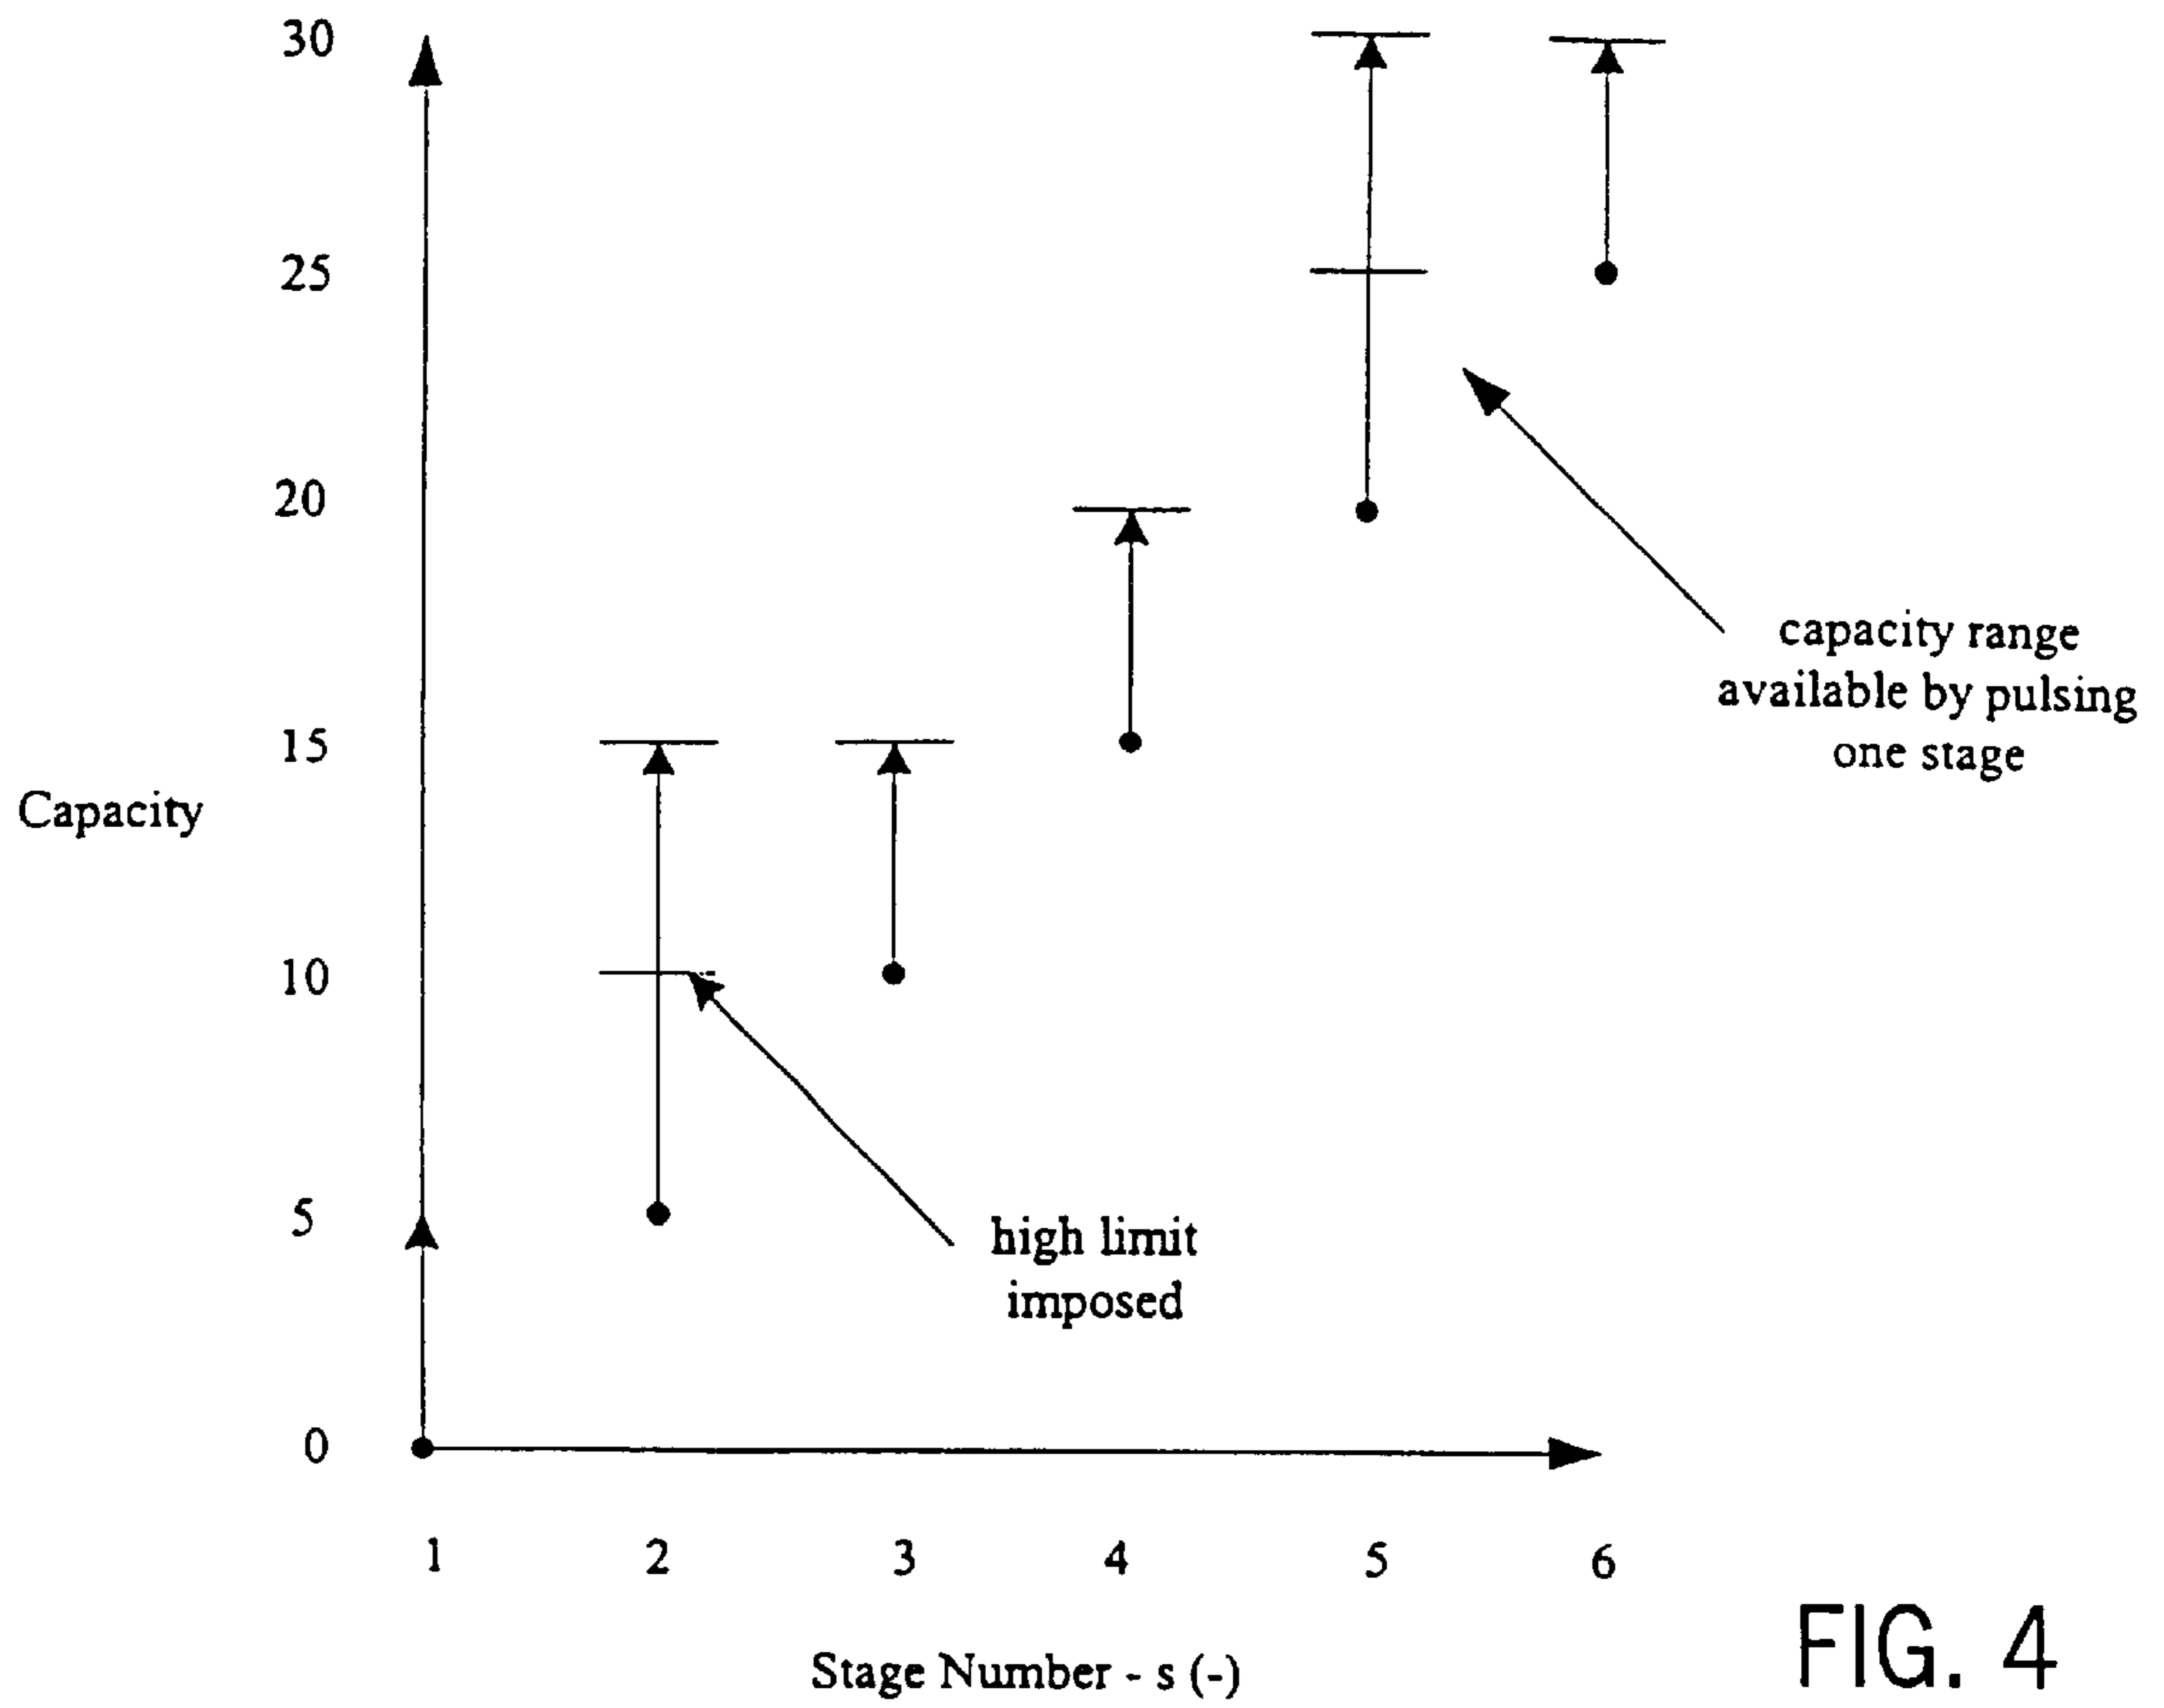 30
25
20
15
Capacity
10
5
0
capacity range
available by pulsing
one stage
high limit
imposed
1 2 3 4 5 6
Stage Number - s (-)
FIG. 4